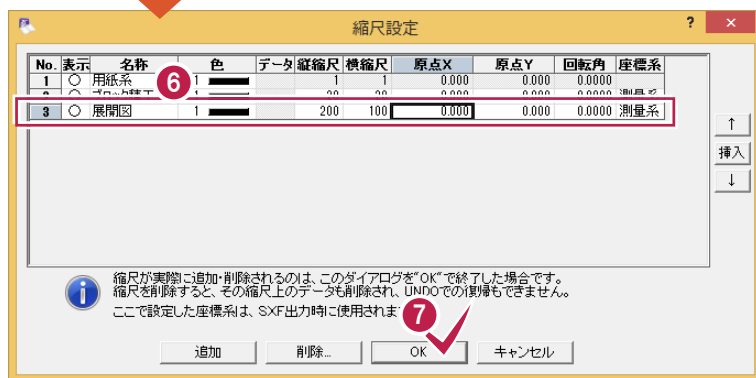 縮尺設定 ? ×
No. 表示 名称 色 データ 縦縮尺 横縮尺 原点X 原点Y 回転角 座標系
1 ○ 用紙系 1 1 1 0.000 0.000 0.0000
3 ○ 展開図 1 200 100 0.000 0.000 0.0000 測量系
6
↑
挿入
↓
縮尺が実際に追加・削除されるのは、このダイアログを"OK"で終了した場合です。
縮尺を削除すると、その縮尺上のデータも削除され、UNDOでの復帰もできません。
ここで設定した座標系は、SXF出力時に使用されま
7
追加 削除... OK キャンセル